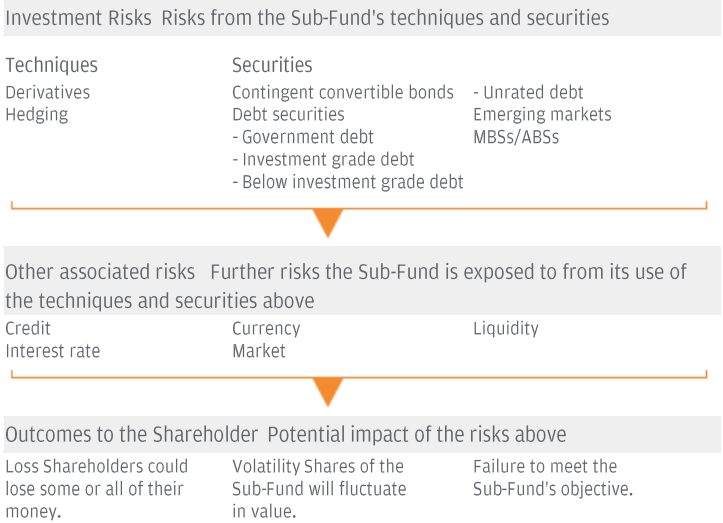 Investment Risks Risks from the Sub-Fund's techniques and securities
Techniques
Derivatives
Hedging
Securities
Contingent convertible bonds
Debt securities
- Government debt
- Investment grade debt
- Below investment grade debt
- Unrated debt
Emerging markets
MBSs/ABSs
Other associated risks Further risks the Sub-Fund is exposed to from its use of
the techniques and securities above
Credit
Interest rate
Currency
Market
Liquidity
Outcomes to the Shareholder Potential impact of the risks above
Loss Shareholders could
lose some or all of their
money.
Volatility Shares of the
Sub-Fund will fluctuate
in value.
Failure to meet the
Sub-Fund's objective.